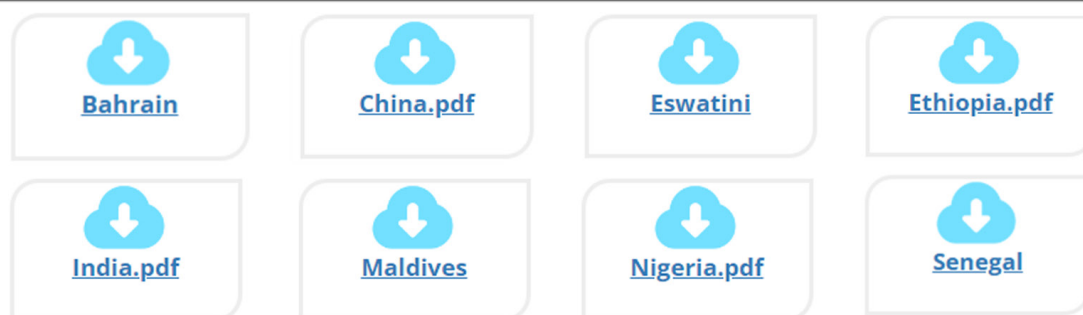 Bahrain
China.pdf
Eswatini
Ethiopia.pdf
India.pdf
Maldives
Nigeria.pdf
Senegal